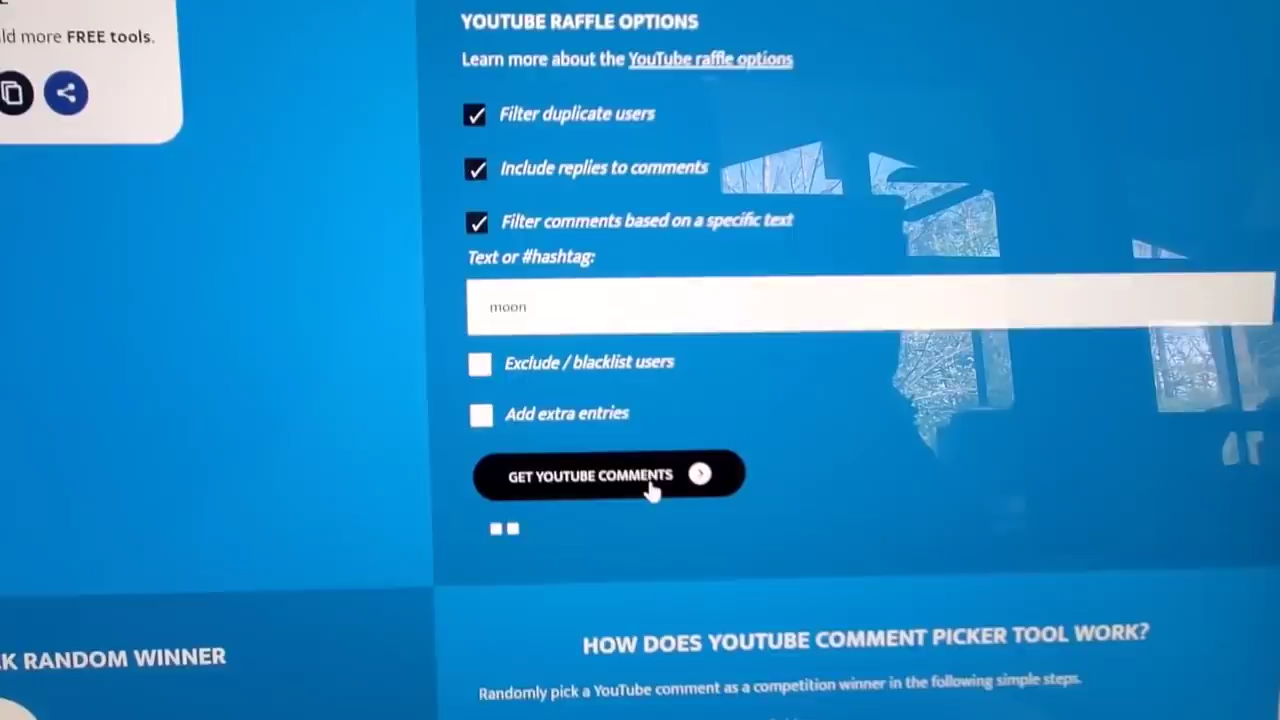 ld more FREE tools.
YOUTUBE RAFFLE OPTIONS
Learn more about the YouTube raffle options
Filter duplicate users
Include replies to comments
Filter comments based on a specific text
Text or #hashtag:
moon
Exclude / blacklist users
Add extra entries
GET YOUTUBE COMMENTS
K RANDOM WINNER
HOW DOES YOUTUBE COMMENT PICKER TOOL WORK?
Randomly pick a YouTube comment as a competition winner in the following simple steps.